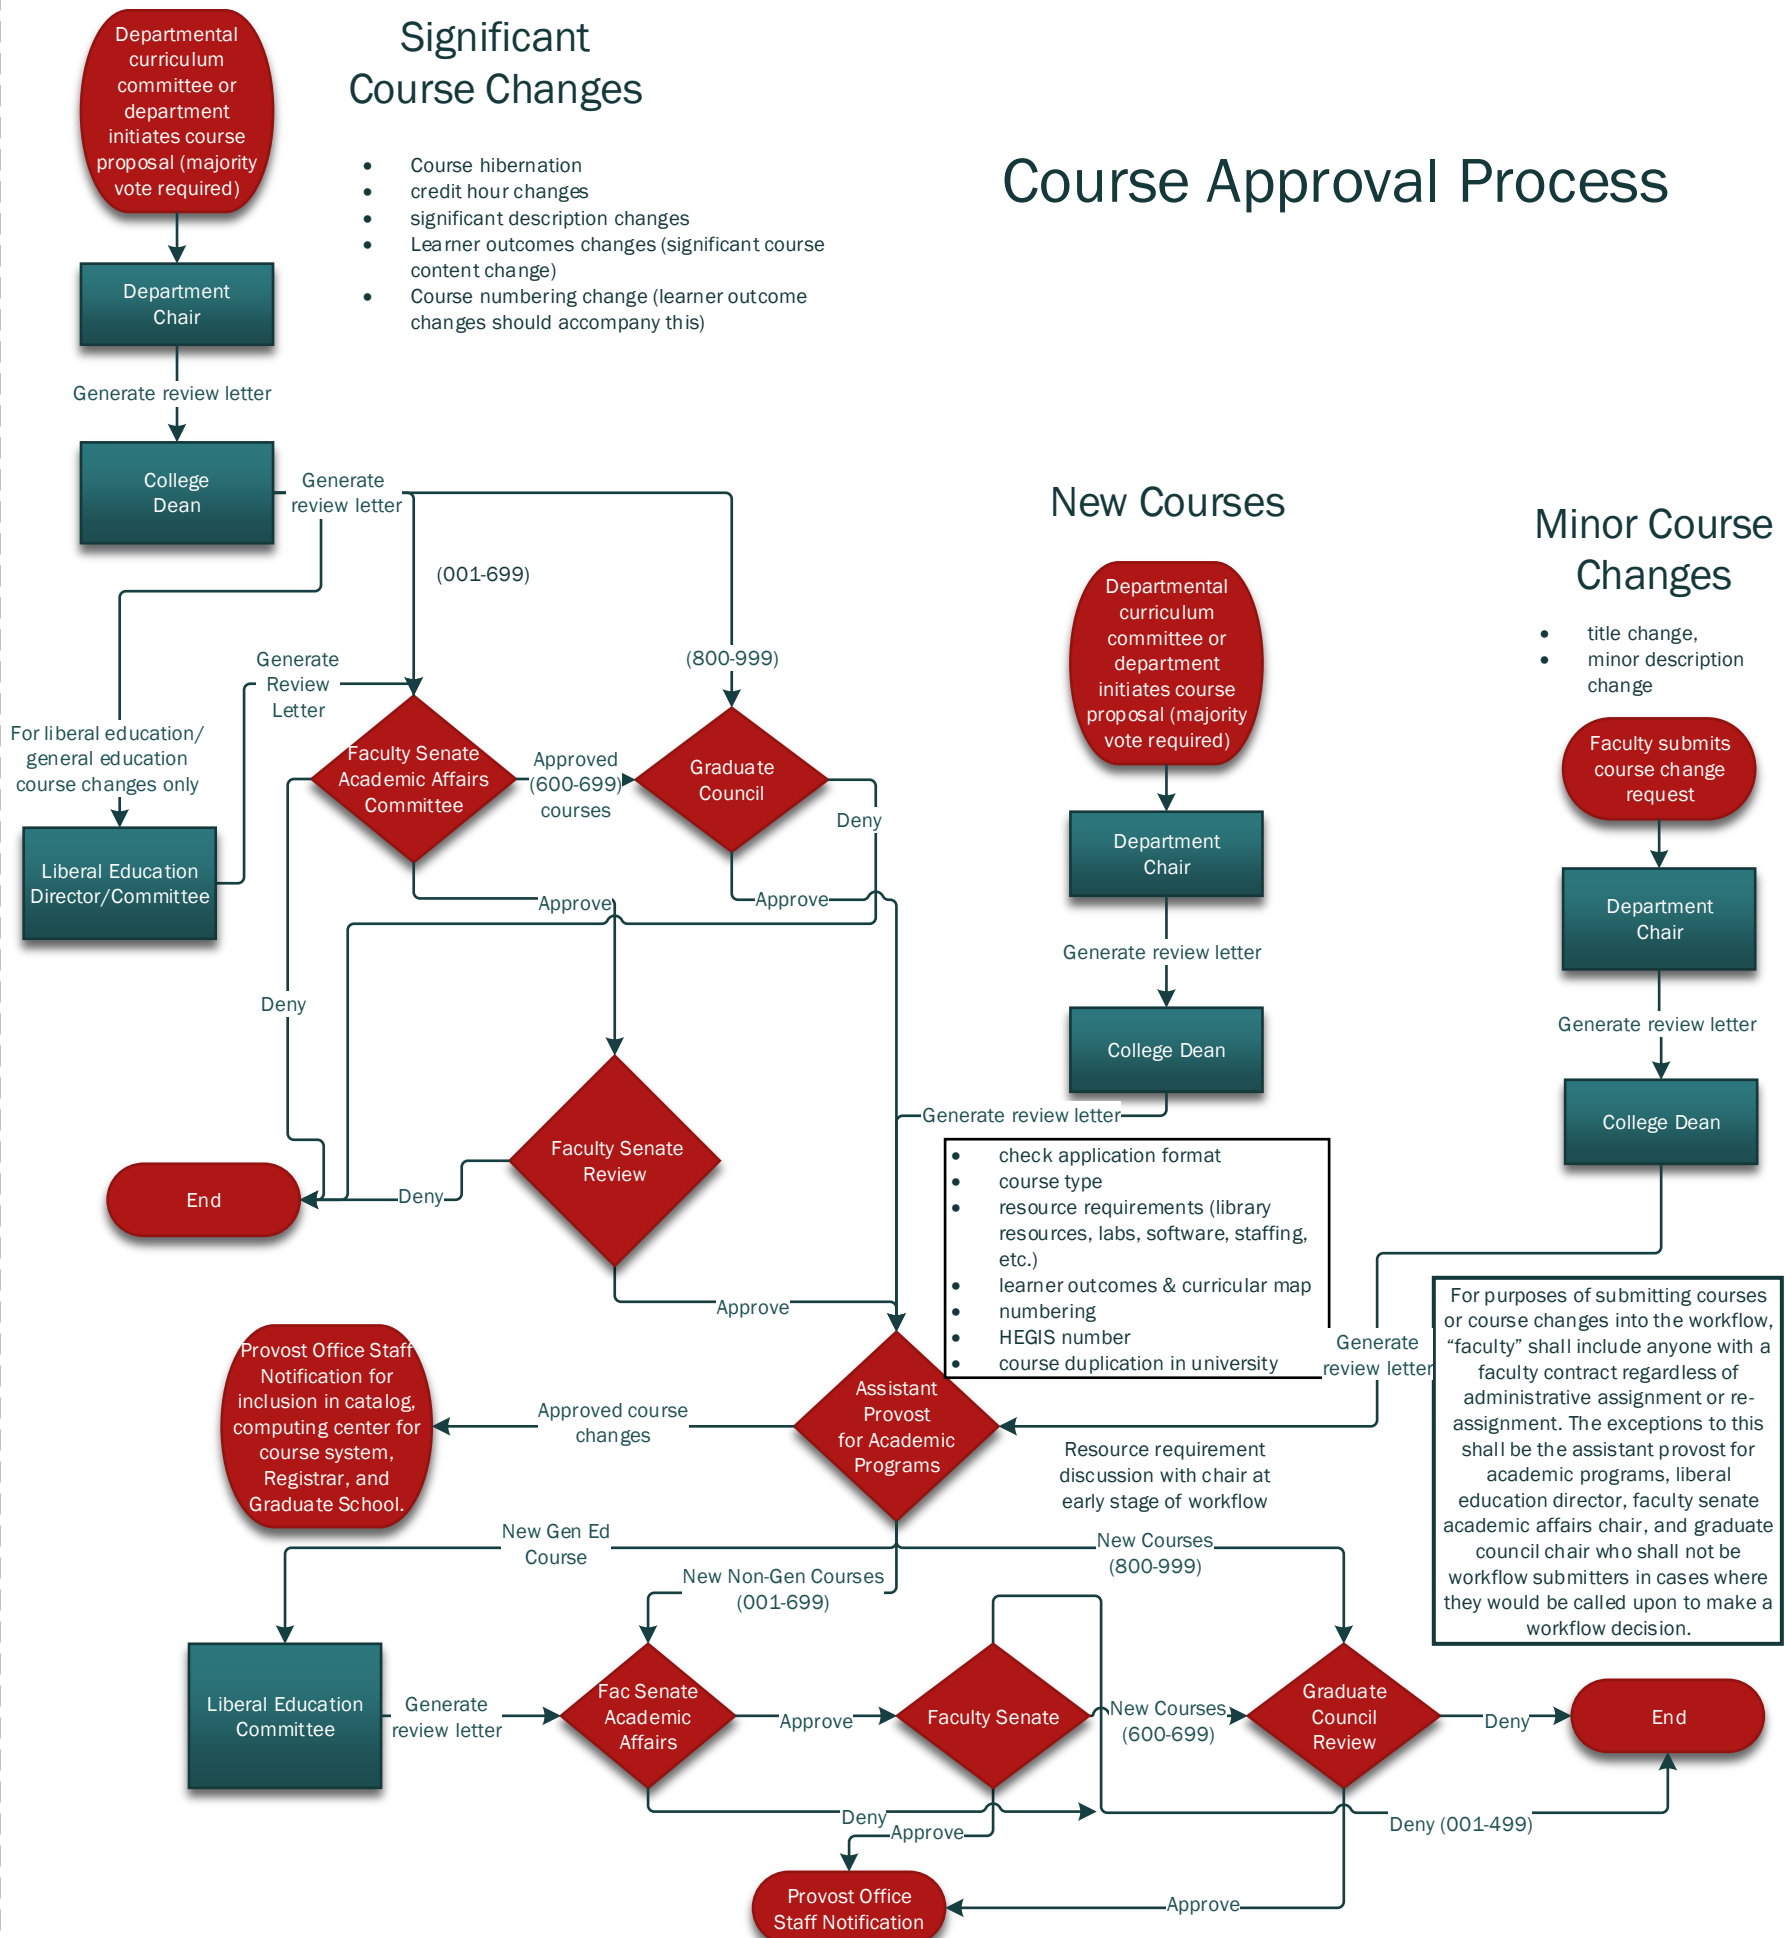 Departmental
curriculum
committee or
department
initiates course
proposal (majority
vote required)
Significant
Course Changes
• Course hibernation
• credit hour changes
• significant description changes
• Learner outcomes changes (significant course
content change)
• Course numbering change (learner outcome
changes should accompany this)
Course Approval Process
Department
Chair
Generate review letter
College
Dean
Generate
review letter
(001-699)
(800-999)
Generate
Review
Letter
For liberal education/
general education
course changes only
Liberal Education
Director/Committee
Faculty Senate
Academic Affairs
Committee
Approved
(600-699)
courses
Graduate
Council
Deny
Approve
Approve
Deny
Faculty Senate
Review
Deny
End
Approve
New Courses
Departmental
curriculum
committee or
department
initiates course
proposal (majority
vote required)
Department
Chair
Generate review letter
College Dean
Generate review letter
• check application format
• course type
• resource requirements (library
resources, labs, software, staffing,
etc.)
• learner outcomes & curricular map
• numbering
• HEGIS number
• course duplication in university
Minor Course
Changes
• title change,
• minor description
change
Faculty submits
course change
request
Department
Chair
Generate review letter
College Dean
Generate
review letter
For purposes of submitting courses
or course changes into the workflow,
“faculty” shall include anyone with a
faculty contract regardless of
administrative assignment or re-
assignment. The exceptions to this
shall be the assistant provost for
academic programs, liberal
education director, faculty senate
academic affairs chair, and graduate
council chair who shall not be
workflow submitters in cases where
they would be called upon to make a
workflow decision.
Provost Office Staff
Notification for
inclusion in catalog,
computing center for
course system,
Registrar, and
Graduate School.
Approved course
changes
Assistant
Provost
for Academic
Programs
Resource requirement
discussion with chair at
early stage of workflow
New Gen Ed
Course
New Non-Gen Courses
(001-699)
New Courses
(800-999)
Liberal Education
Committee
Generate
review letter
Fac Senate
Academic
Affairs
Approve
Faculty Senate
New Courses
(600-699)
Graduate
Council
Review
Deny
End
Deny
Approve
Deny (001-499)
Provost Office
Staff Notification
Approve